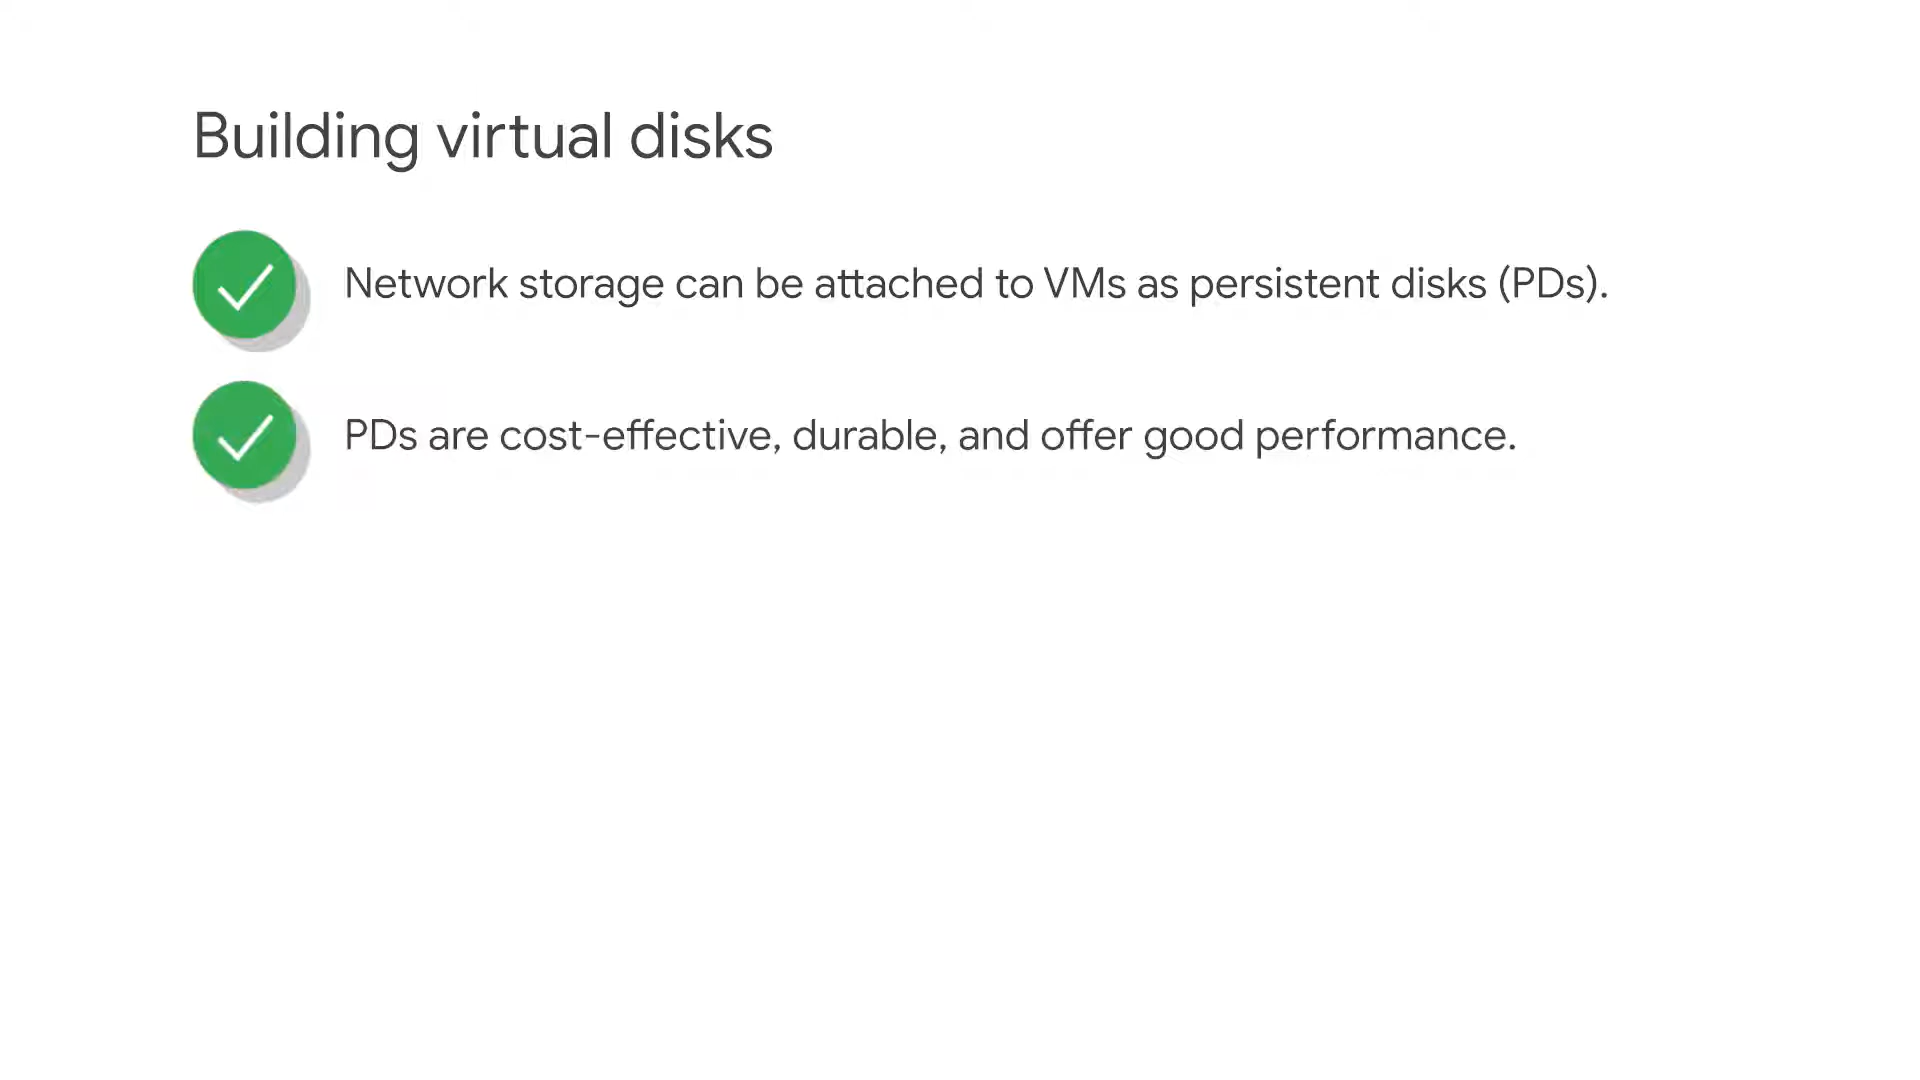 Building virtual disks
Network storage can be attached to VMs as persistent disks (PDs).
PDs are cost-effective, durable, and offer good performance.